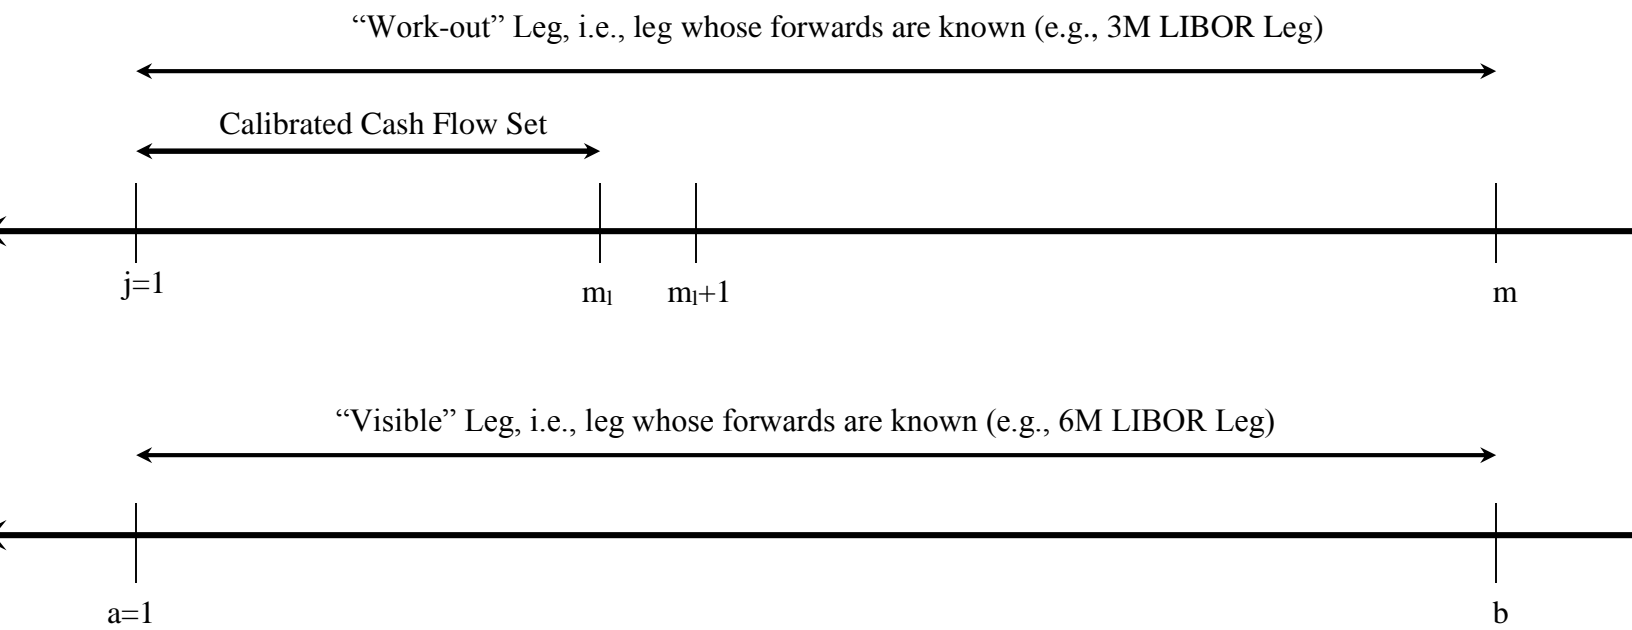 “Work-out” Leg, i.e., leg whose forwards are known (e.g., 3M LIBOR Leg)
Calibrated Cash Flow Set
j=1
mₗ
mₗ+1
m
“Visible” Leg, i.e., leg whose forwards are known (e.g., 6M LIBOR Leg)
a=1
b